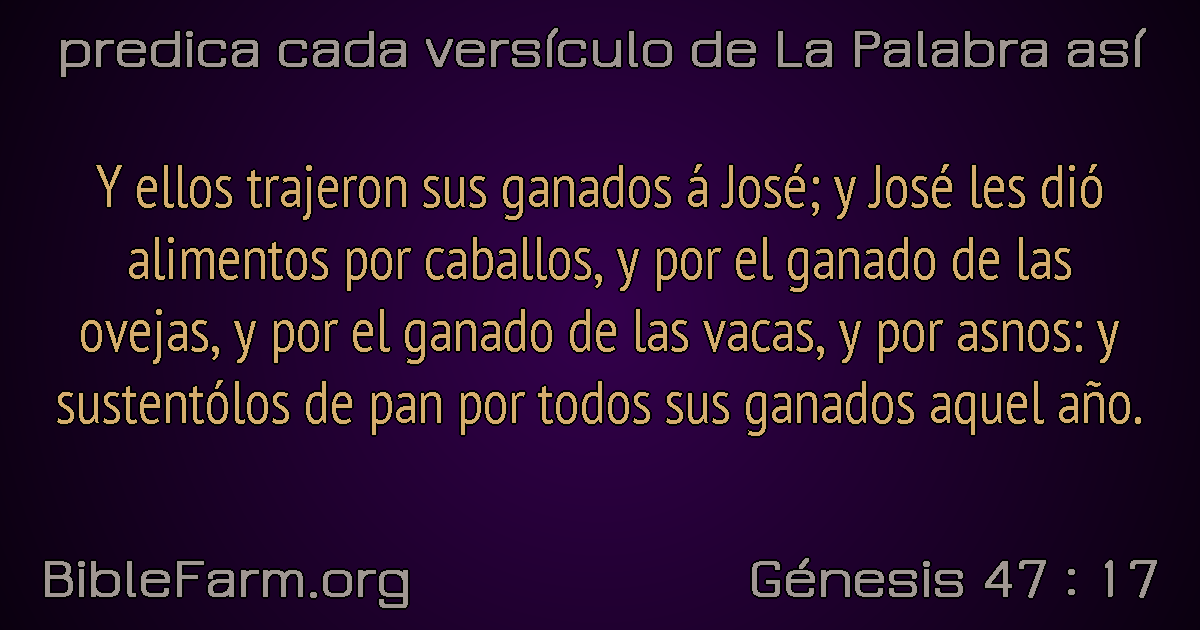 predica cada versículo de La Palabra así
Y ellos trajeron sus ganados á José; y José les dió
alimentos por caballos, y por el ganado de las
ovejas, y por el ganado de las vacas, y por asnos: y
sustentólos de pan por todos sus ganados aquel año.
BibleFarm.org
Génesis 47 : 17